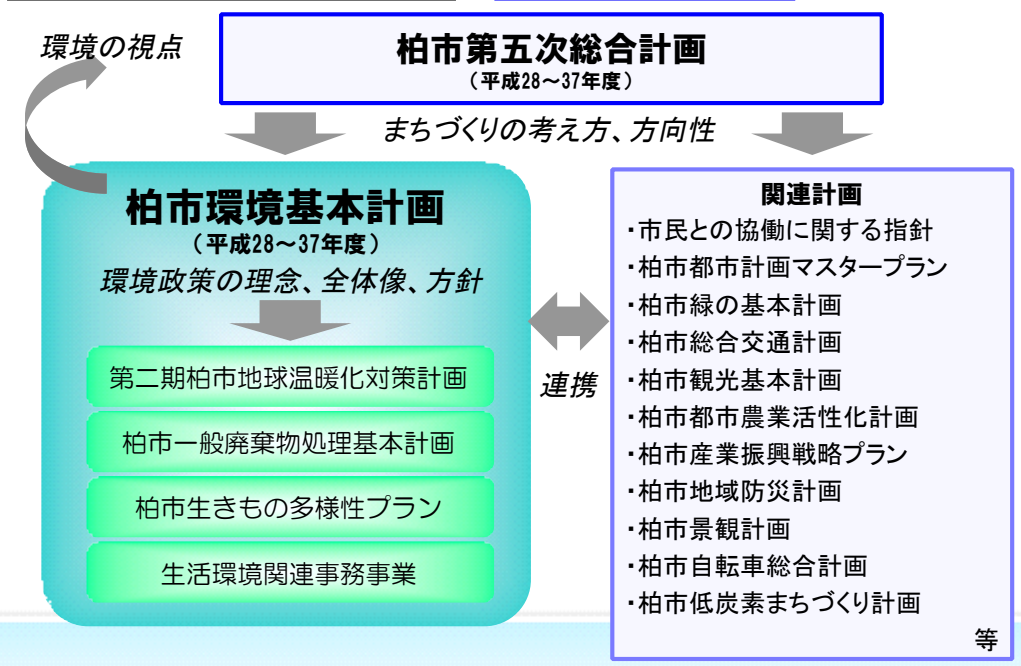 環境の視点
柏市第五次総合計画
（平成28～37年度）
まちづくりの考え方、方向性
柏市環境基本計画
（平成28～37年度）
環境政策の理念、全体像、方針
第二期柏市地球温暖化対策計画
柏市一般廃棄物処理基本計画
柏市生きもの多様性プラン
生活環境関連事務事業
連携
関連計画
・市民との協働に関する指針
・柏市都市計画マスタープラン
・柏市緑の基本計画
・柏市総合交通計画
・柏市観光基本計画
・柏市都市農業活性化計画
・柏市産業振興戦略プラン
・柏市地域防災計画
・柏市景観計画
・柏市自転車総合計画
・柏市低炭素まちづくり計画
等